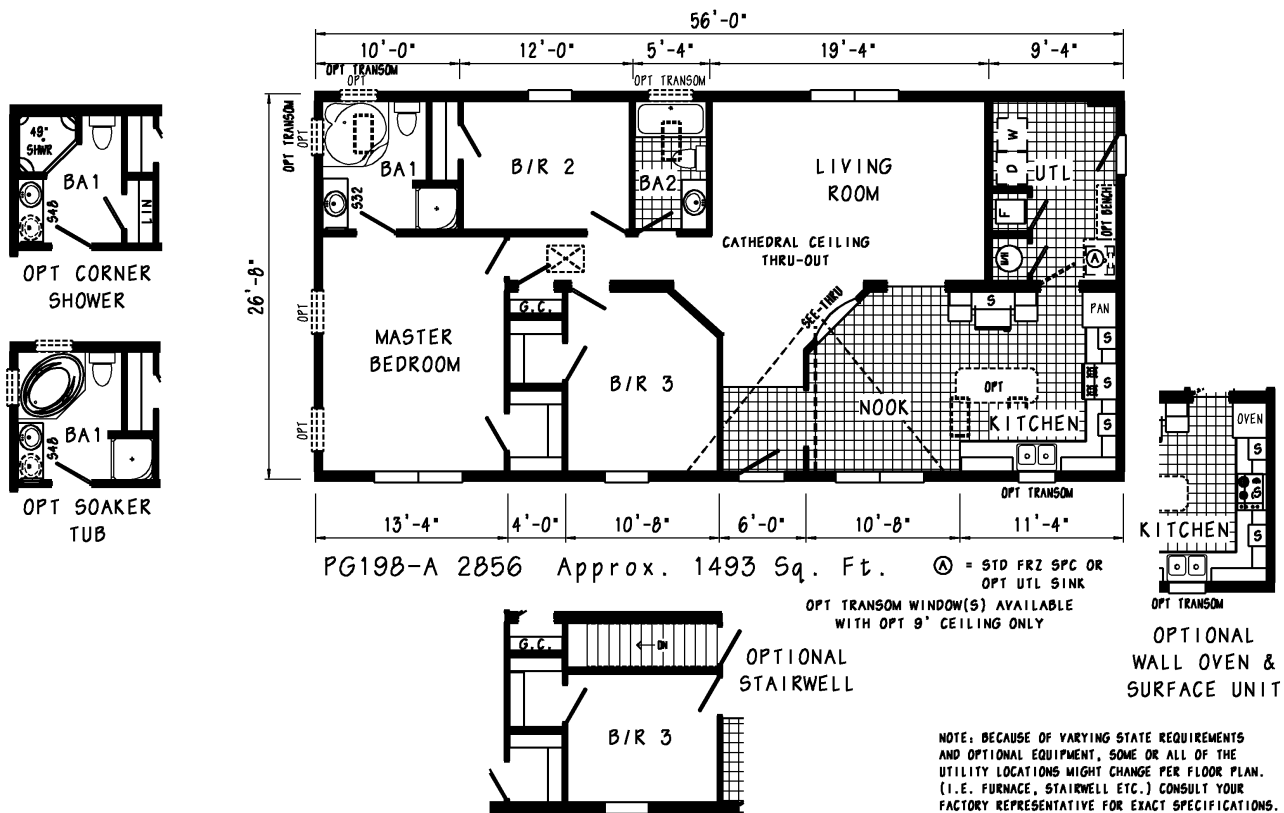 56'-0"
10'-0" 12'-0" 5'-4" 19'-4" 9'-4"
OPT TRANSOM
OPT
OPT TRANSOM
OPT TRANSOM
OPT
26'-8"
BA1
S32
B/R 2
BA2
LIVING
ROOM
CATHEDRAL CEILING
THRU-OUT
W
D
UTL
F
OPT BENCH
WH
A
G.C.
SEE-THRU
S
PAN
S
S
S
OPT
MASTER
BEDROOM
OPT
OPT
B/R 3
NOOK
KITCHEN
OPT TRANSOM
13'-4" 4'-0" 10'-8" 6'-0" 10'-8" 11'-4"
49"
SHWR
BA1
S48
LIN
OPT CORNER
SHOWER
BA1
S48
OPT SOAKER
TUB
PG198-A 2856 Approx. 1493 Sq. Ft.
A = STD FRZ SPC OR
OPT UTL SINK
OPT TRANSOM WINDOW(S) AVAILABLE
WITH OPT 9' CEILING ONLY
G.C.
DN
B/R 3
OPTIONAL
STAIRWELL
OVEN
S
S
KITCHEN
OPT TRANSOM
OPTIONAL
WALL OVEN &
SURFACE UNIT
NOTE: BECAUSE OF VARYING STATE REQUIREMENTS
AND OPTIONAL EQUIPMENT, SOME OR ALL OF THE
UTILITY LOCATIONS MIGHT CHANGE PER FLOOR PLAN.
(I.E. FURNACE, STAIRWELL ETC.) CONSULT YOUR
FACTORY REPRESENTATIVE FOR EXACT SPECIFICATIONS.